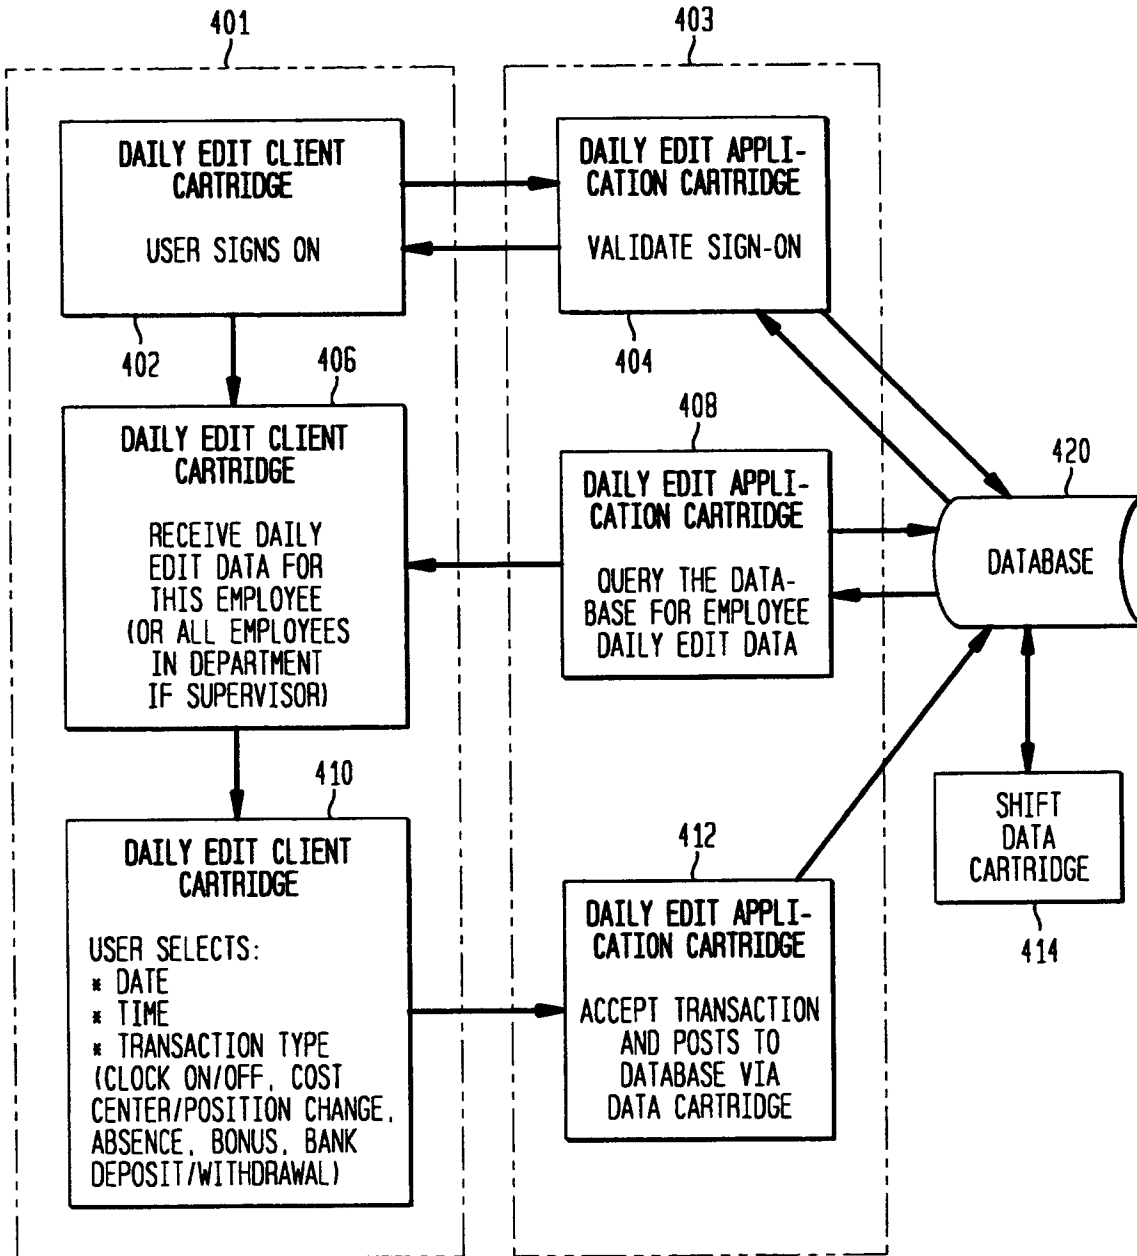 401
403
DAILY EDIT CLIENT
CARTRIDGE
USER SIGNS ON
402
DAILY EDIT APPLI-
CATION CARTRIDGE
VALIDATE SIGN-ON
404
406
DAILY EDIT CLIENT
CARTRIDGE
RECEIVE DAILY
EDIT DATA FOR
THIS EMPLOYEE
(OR ALL EMPLOYEES
IN DEPARTMENT
IF SUPERVISOR)
408
DAILY EDIT APPLI-
CATION CARTRIDGE
QUERY THE DATA-
BASE FOR EMPLOYEE
DAILY EDIT DATA
420
DATABASE
410
DAILY EDIT CLIENT
CARTRIDGE
USER SELECTS:
* DATE
* TIME
* TRANSACTION TYPE
(CLOCK ON/OFF, COST
CENTER/POSITION CHANGE,
ABSENCE, BONUS, BANK
DEPOSIT/WITHDRAWAL)
412
DAILY EDIT APPLI-
CATION CARTRIDGE
ACCEPT TRANSACTION
AND POSTS TO
DATABASE VIA
DATA CARTRIDGE
SHIFT
DATA
CARTRIDGE
414